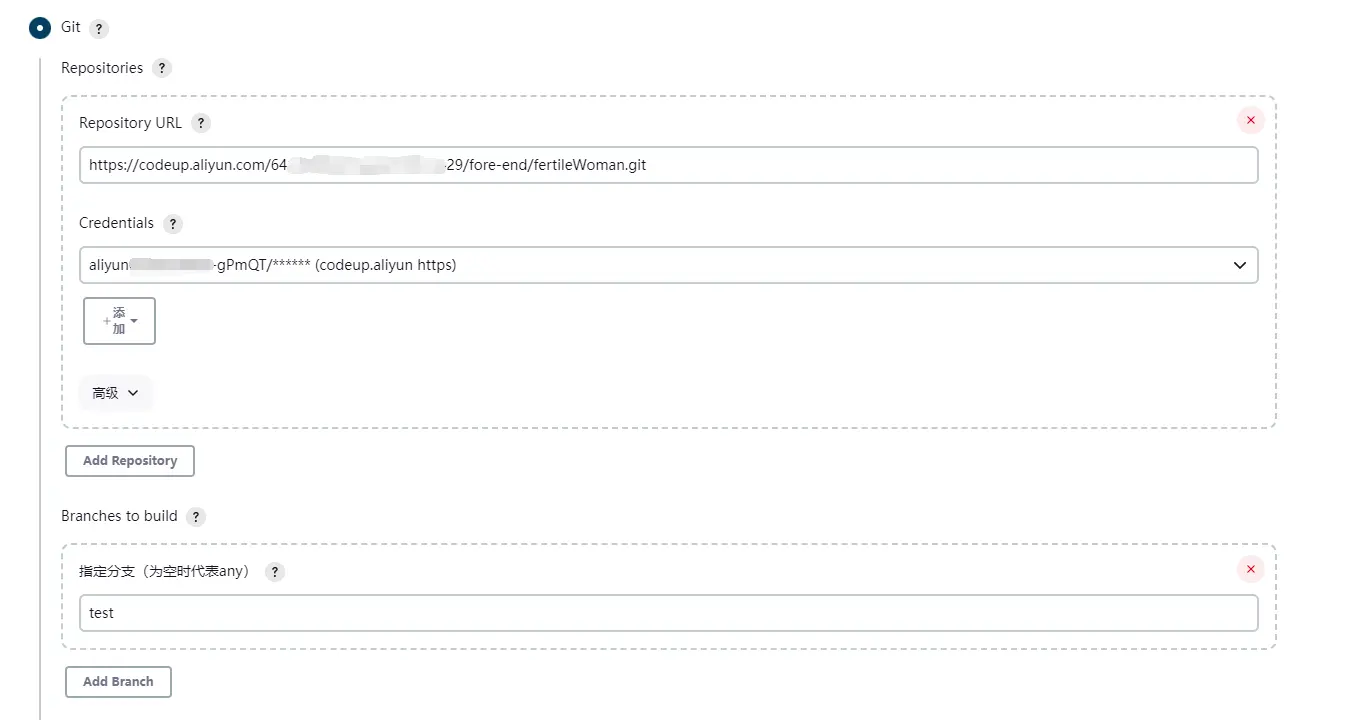 Git ?
Repositories ?
Repository URL ?
https://codeup.aliyun.com/64 29/fore-end/fertileWoman.git
Credentials ?
aliyun -gPmQT/****** (codeup.aliyun https)
+添加
高级
Add Repository
Branches to build ?
指定分支（为空时代表any） ?
test
Add Branch